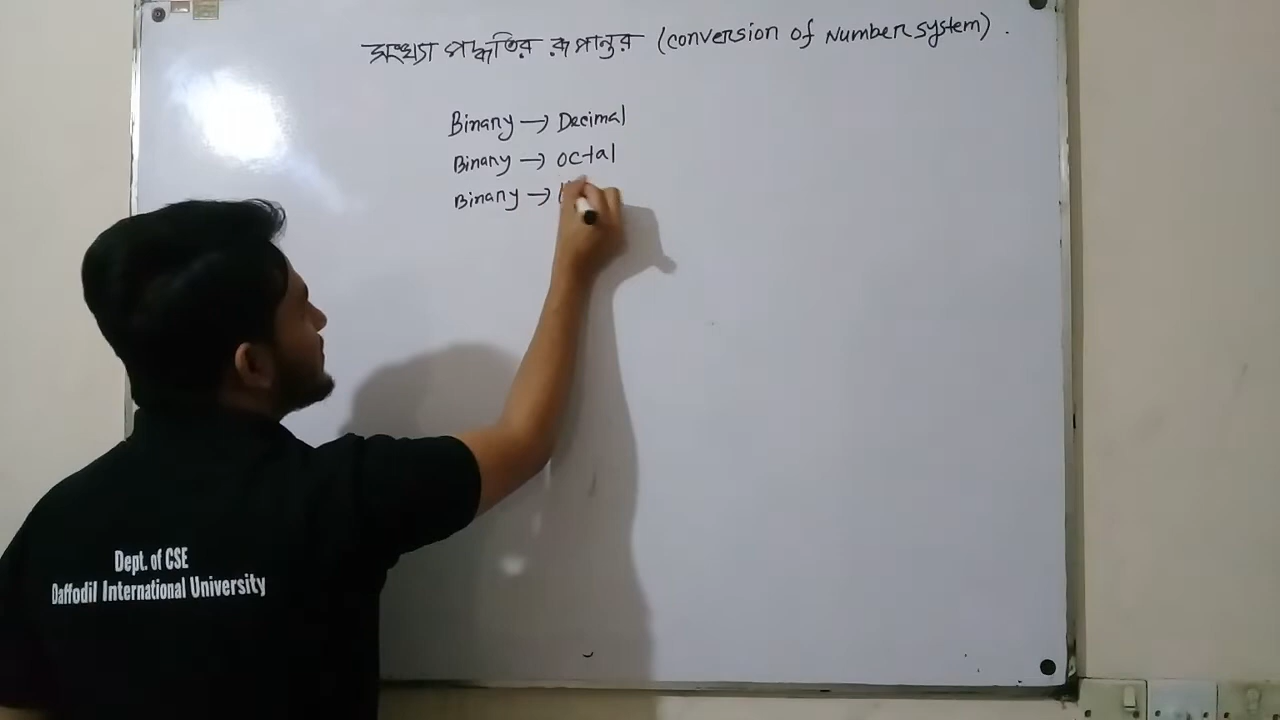 সংখ্যা পদ্ধতির রূপান্তর (conversion of Number system).
Binary → Decimal
Binary → octal
Binary →
Dept. of CSE
Daffodil International University